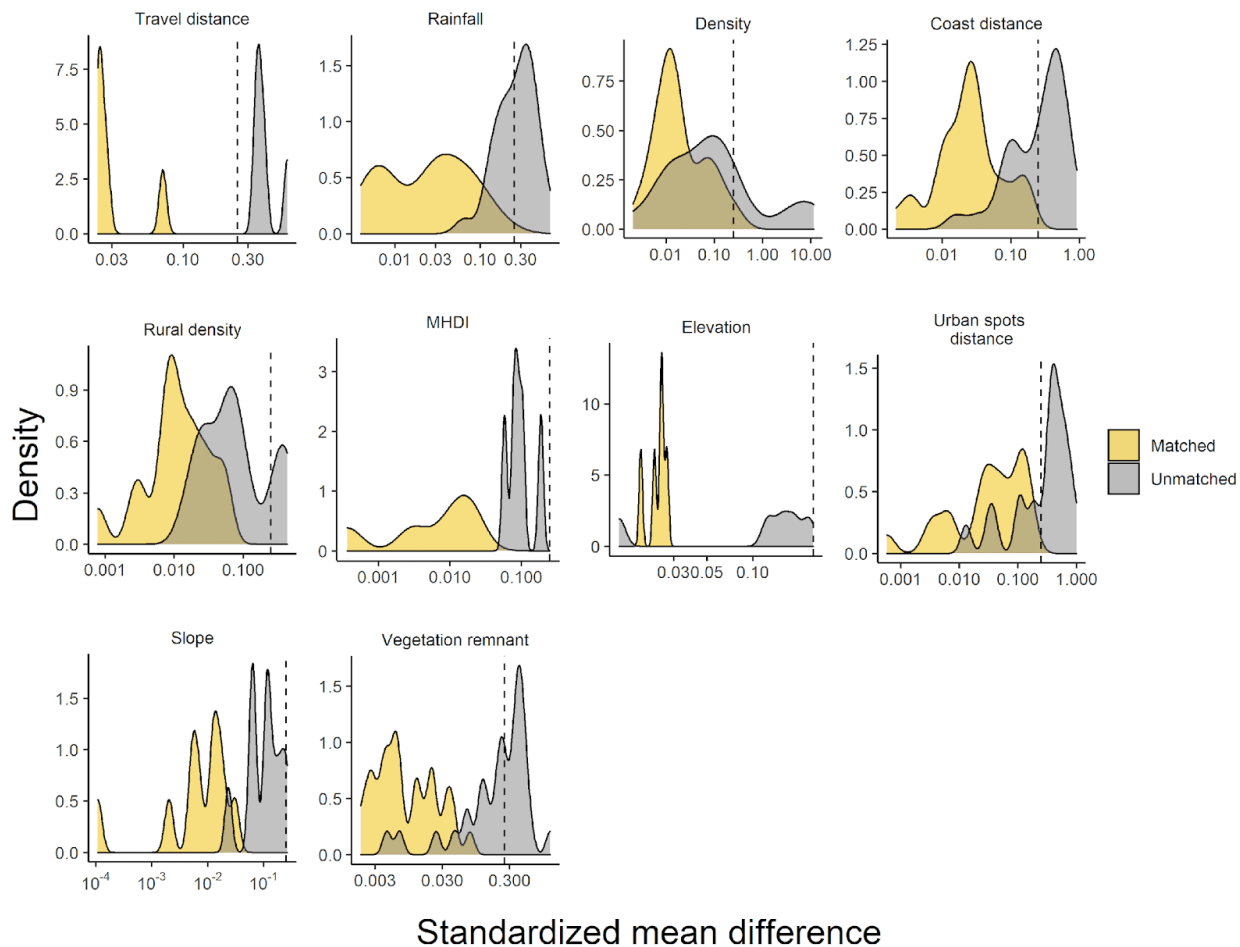 Travel distance
Rainfall
Density
Coast distance
7.5
5.0
2.5
0.0
0.03 0.10 0.30
1.5
1.0
0.5
0.0
0.01 0.03 0.10 0.30
0.75
0.50
0.25
0.00
0.01 0.10 1.00 10.00
1.25
1.00
0.75
0.50
0.25
0.00
0.01 0.10 1.00
Rural density
MHDI
Elevation
Urban spots
distance
0.9
0.6
0.3
0.0
0.001 0.010 0.100
3
2
1
0
0.001 0.010 0.100
10
5
0
0.03 0.05 0.10
1.5
1.0
0.5
0.0
0.001 0.010 0.100 1.000
Density
Matched
Unmatched
Slope
Vegetation remnant
1.5
1.0
0.5
0.0
10⁻⁴ 10⁻³ 10⁻² 10⁻¹
1.5
1.0
0.5
0.0
0.003 0.030 0.300
Standardized mean difference